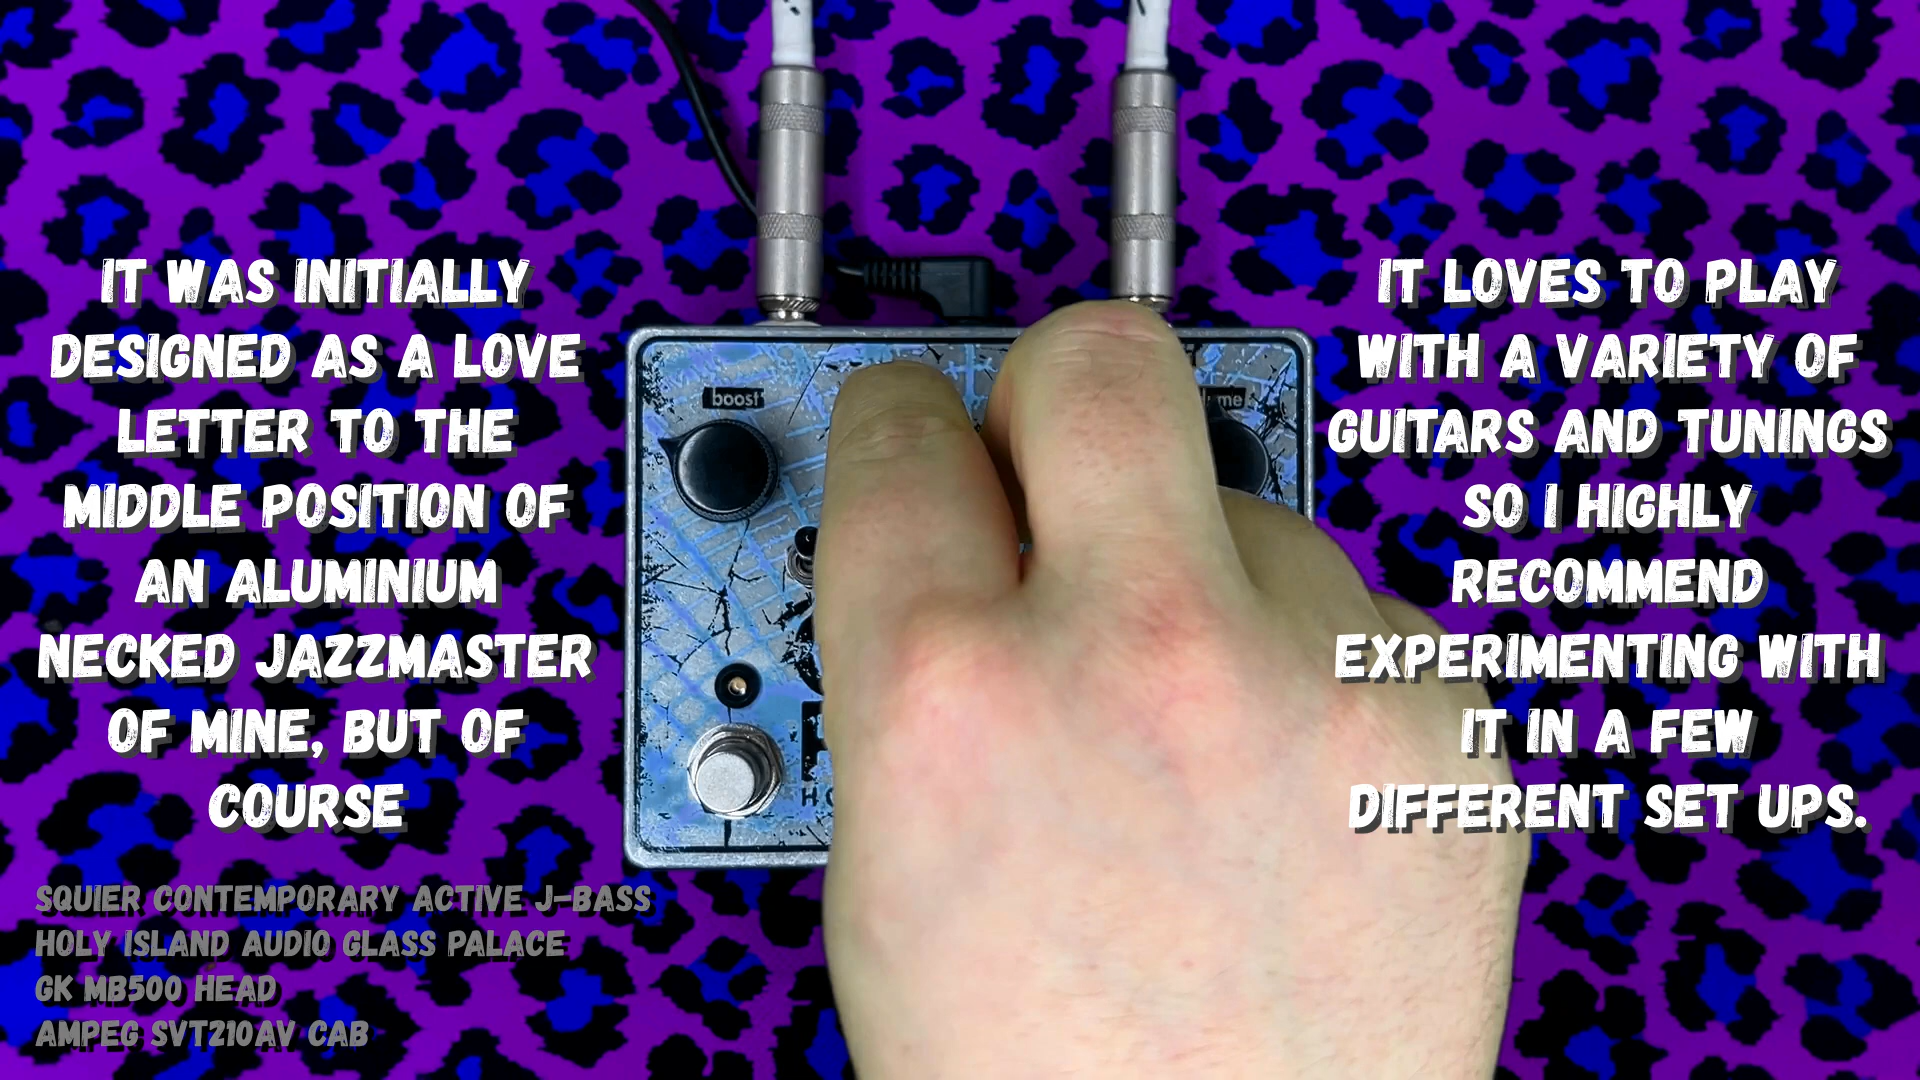 IT WAS INITIALLY
DESIGNED AS A LOVE
LETTER TO THE
MIDDLE POSITION OF
AN ALUMINIUM
NECKED JAZZMASTER
OF MINE, BUT OF
COURSE
IT LOVES TO PLAY
WITH A VARIETY OF
GUITARS AND TUNINGS
SO I HIGHLY
RECOMMEND
EXPERIMENTING WITH
IT IN A FEW
DIFFERENT SET UPS.
boost
SQUIER CONTEMPORARY ACTIVE J-BASS
HOLY ISLAND AUDIO GLASS PALACE
GK MB500 HEAD
AMPEG SVT210AV CAB